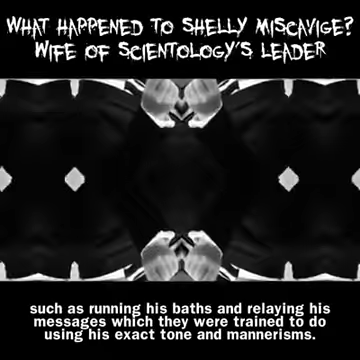 WHAT HAPPENED TO SHELLY MISCAVIGE?
WIFE OF SCIENTOLOGY'S LEADER
such as running his baths and relaying his
messages which they were trained to do
using his exact tone and mannerisms.